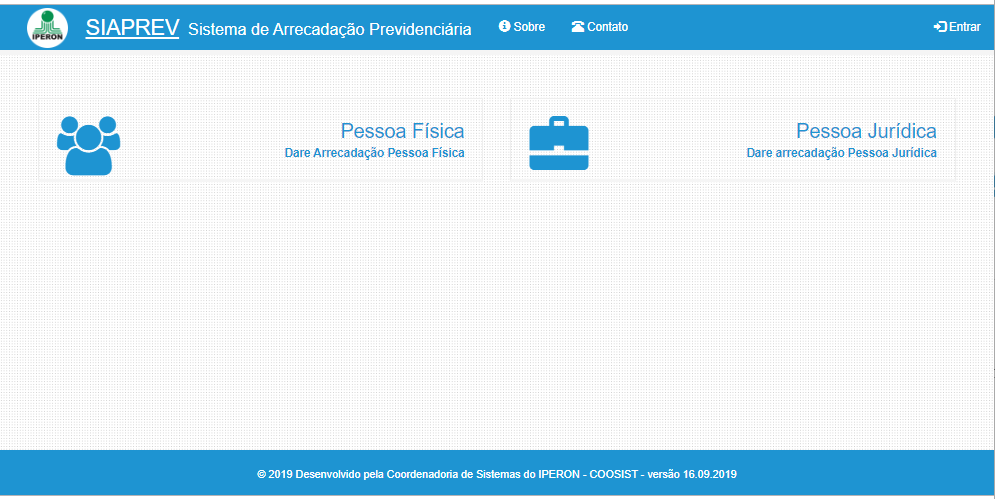 IPERON
SIAPREV Sistema de Arrecadação Previdenciária
Sobre
Contato
Entrar
Pessoa Física
Dare Arrecadação Pessoa Física
Pessoa Jurídica
Dare arrecadação Pessoa Jurídica
© 2019 Desenvolvido pela Coordenadoria de Sistemas do IPERON - COOSIST - versão 16.09.2019